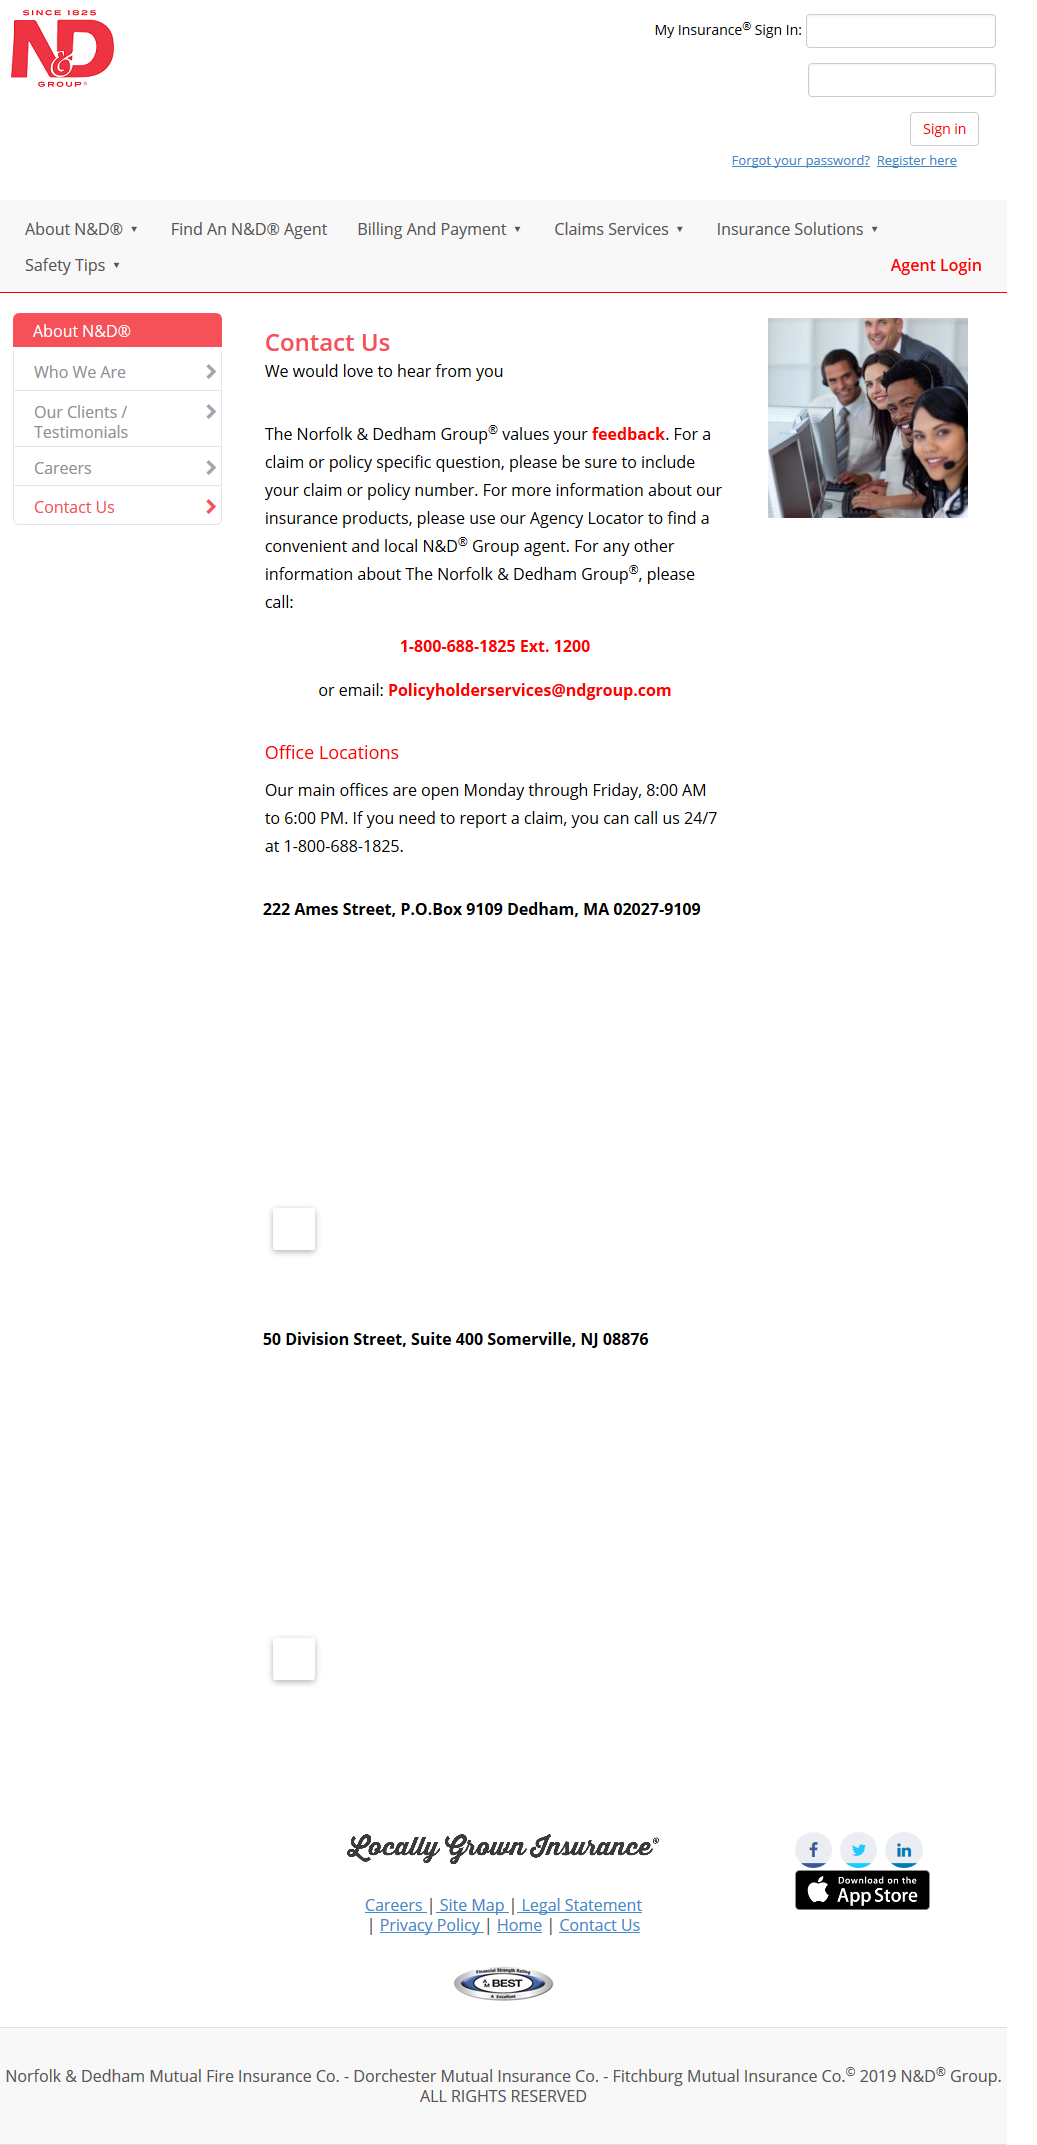 SINCE 1825
N&D
GROUP®
My Insurance® Sign In:
Sign in
Forgot your password? Register here
About N&D® ▼ Find An N&D® Agent Billing And Payment ▼ Claims Services ▼ Insurance Solutions ▼
Safety Tips ▼ Agent Login
About N&D®
Who We Are
Our Clients /
Testimonials
Careers
Contact Us
Contact Us
We would love to hear from you
The Norfolk & Dedham Group® values your feedback. For a
claim or policy specific question, please be sure to include
your claim or policy number. For more information about our
insurance products, please use our Agency Locator to find a
convenient and local N&D® Group agent. For any other
information about The Norfolk & Dedham Group®, please
call:
1-800-688-1825 Ext. 1200
or email: Policyholderservices@ndgroup.com
Office Locations
Our main offices are open Monday through Friday, 8:00 AM
to 6:00 PM. If you need to report a claim, you can call us 24/7
at 1-800-688-1825.
222 Ames Street, P.O.Box 9109 Dedham, MA 02027-9109
50 Division Street, Suite 400 Somerville, NJ 08876
Locally Grown Insurance®
Careers | Site Map | Legal Statement
| Privacy Policy | Home | Contact Us
Download on the
App Store
Financial Strength Rating
AM BEST
A Excellent
Norfolk & Dedham Mutual Fire Insurance Co. - Dorchester Mutual Insurance Co. - Fitchburg Mutual Insurance Co.© 2019 N&D® Group.
ALL RIGHTS RESERVED